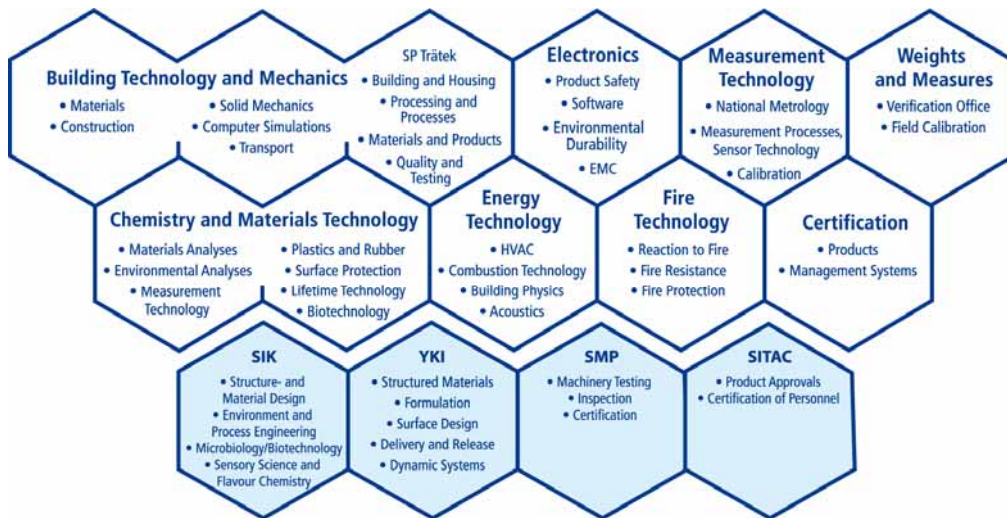 Building Technology and Mechanics
• Materials
• Construction
• Solid Mechanics
• Computer Simulations
• Transport
SP Trätek
• Building and Housing
• Processing and
Processes
• Materials and Products
• Quality and
Testing
Electronics
• Product Safety
• Software
• Environmental
Durability
• EMC
Measurement
Technology
• National Metrology
• Measurement Processes,
Sensor Technology
• Calibration
Weights
and Measures
• Verification Office
• Field Calibration
Chemistry and Materials Technology
• Materials Analyses
• Environmental Analyses
• Measurement
Technology
• Plastics and Rubber
• Surface Protection
• Lifetime Technology
• Biotechnology
Energy
Technology
• HVAC
• Combustion Technology
• Building Physics
• Acoustics
Fire
Technology
• Reaction to Fire
• Fire Resistance
• Fire Protection
Certification
• Products
• Management Systems
SIK
• Structure- and
Material Design
• Environment and
Process Engineering
• Microbiology/Biotechnology
• Sensory Science and
Flavour Chemistry
YKI
• Structured Materials
• Formulation
• Surface Design
• Delivery and Release
• Dynamic Systems
SMP
• Machinery Testing
• Inspection
• Certification
SITAC
• Product Approvals
• Certification of Personnel